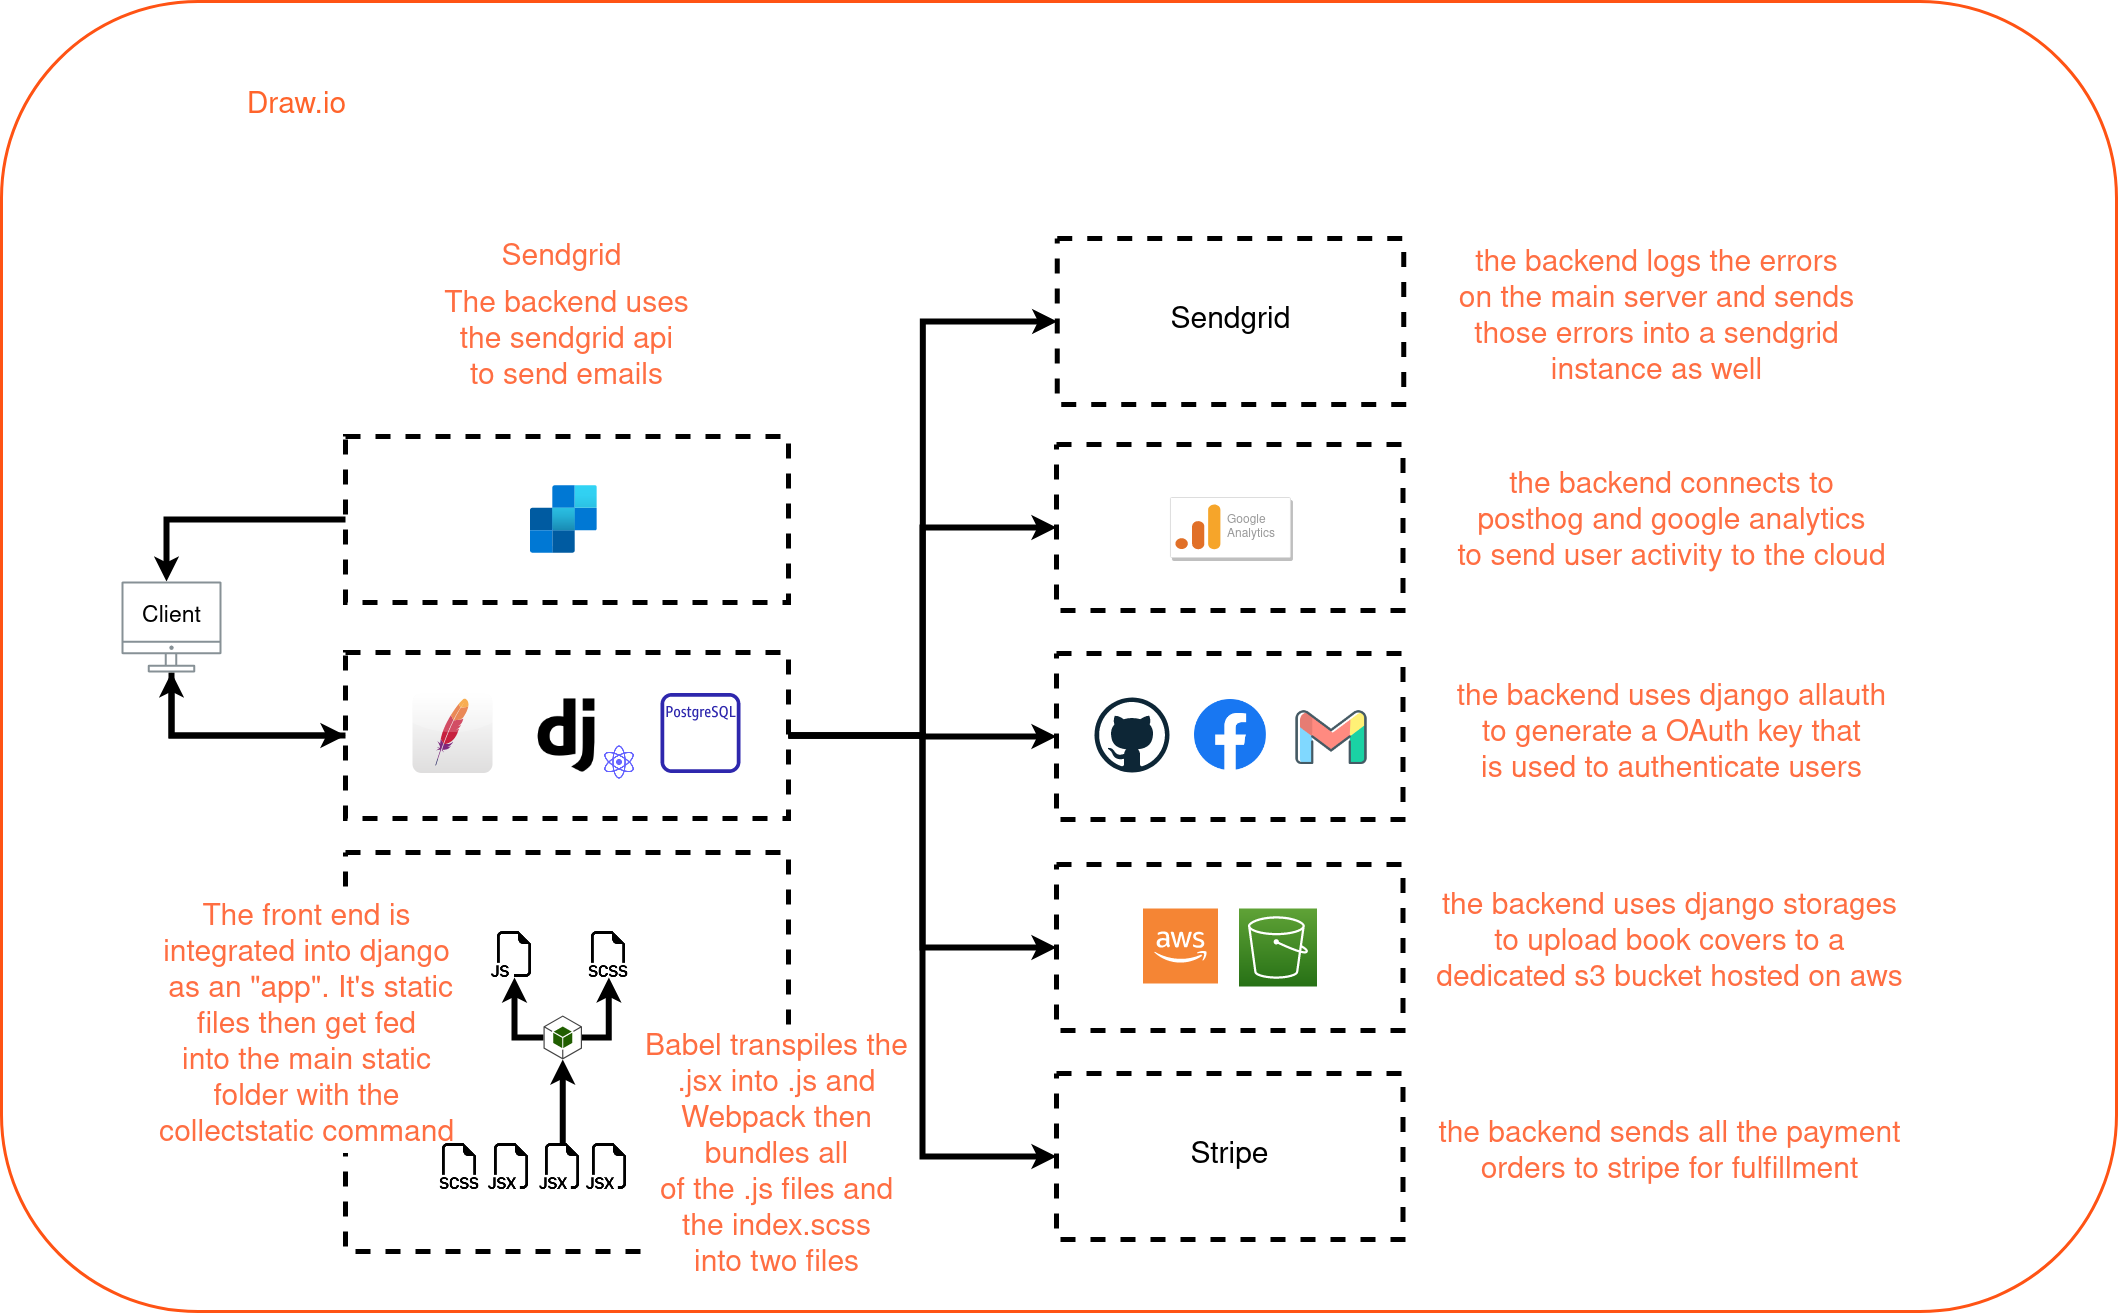 Draw.io
Sendgrid
The backend uses
the sendgrid api
to send emails
Client
PostgreSQL
The front end is
integrated into django
as an "app". It's static
files then get fed
into the main static
folder with the
collectstatic command
JS
SCSS
SCSS
JSX
JSX
JSX
Babel transpiles the
.jsx into .js and
Webpack then
bundles all
of the .js files and
the index.scss
into two files
Sendgrid
the backend logs the errors
on the main server and sends
those errors into a sendgrid
instance as well
Google
Analytics
the backend connects to
posthog and google analytics
to send user activity to the cloud
the backend uses django allauth
to generate a OAuth key that
is used to authenticate users
aws
the backend uses django storages
to upload book covers to a
dedicated s3 bucket hosted on aws
Stripe
the backend sends all the payment
orders to stripe for fulfillment
dj